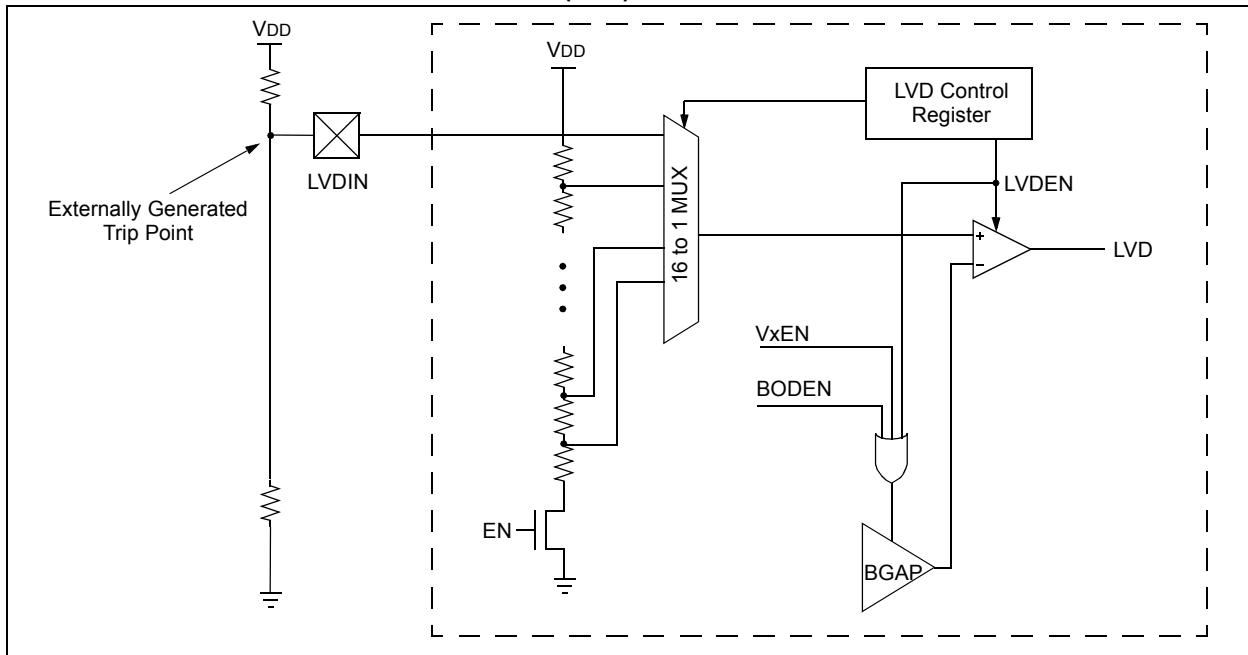 VDD
VDD
LVD Control
Register
LVDIN
16 to 1 MUX
LVDEN
Externally Generated
Trip Point
+
–
LVD
VxEN
BODEN
EN
BGAP